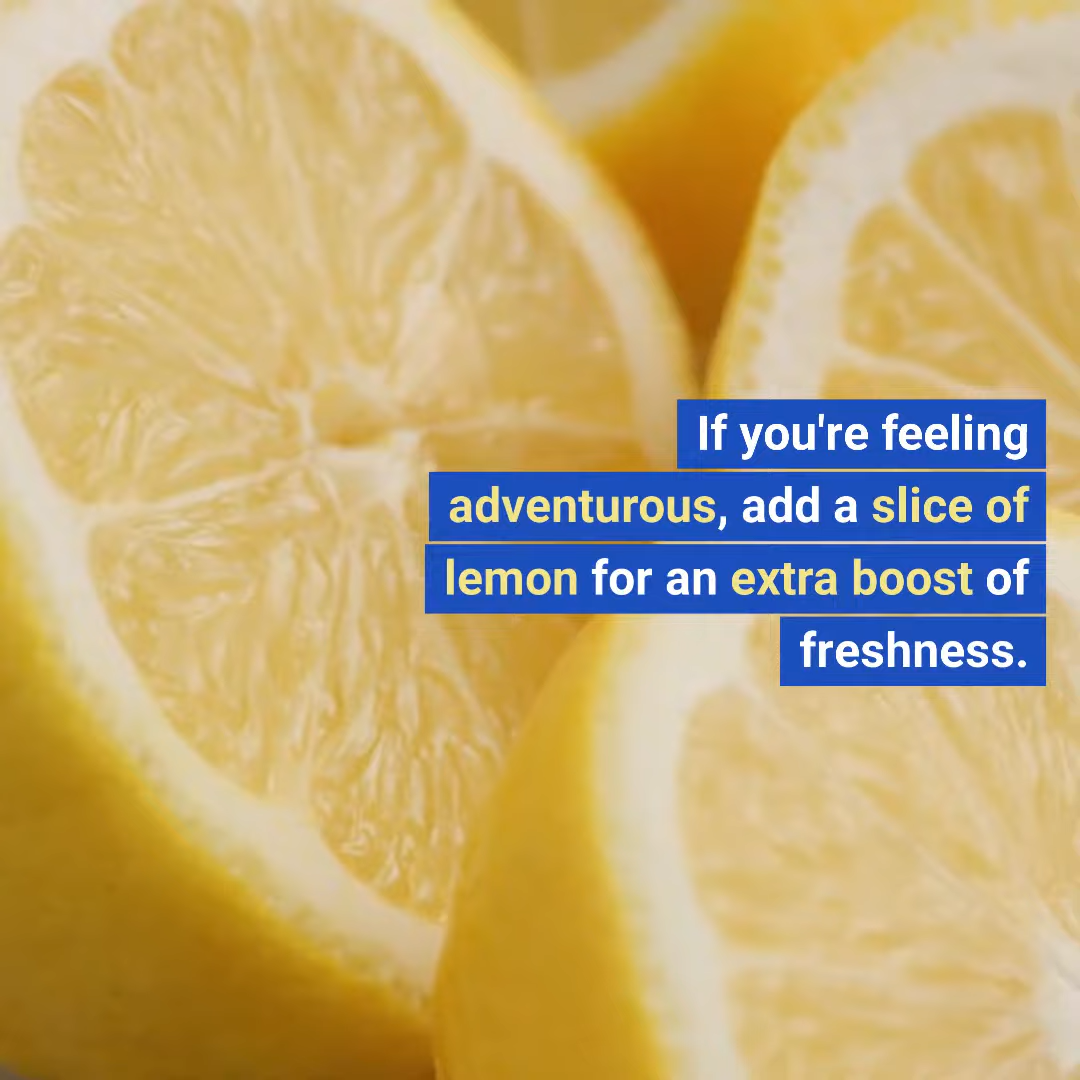 If you're feeling
adventurous, add a slice of
lemon for an extra boost of
freshness.